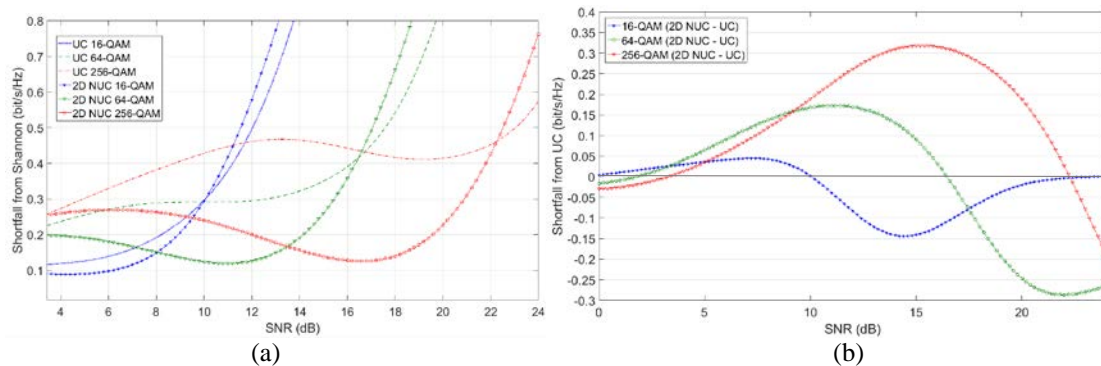 0.8
0.7
0.6
0.5
0.4
0.3
0.2
0.1
Shortfall from Shannon (bit/s/Hz)
UC 16-QAM
UC 64-QAM
UC 256-QAM
2D NUC 16-QAM
2D NUC 64-QAM
2D NUC 256-QAM
4 6 8 10 12 14 16 18 20 22 24
SNR (dB)
(a)
0.4
0.35
0.3
0.25
0.2
0.15
0.1
0.05
0
-0.05
-0.1
-0.15
-0.2
-0.25
-0.3
Shortfall from UC (bit/s/Hz)
16-QAM (2D NUC - UC)
64-QAM (2D NUC - UC)
256-QAM (2D NUC - UC)
0 5 10 15 20
SNR (dB)
(b)